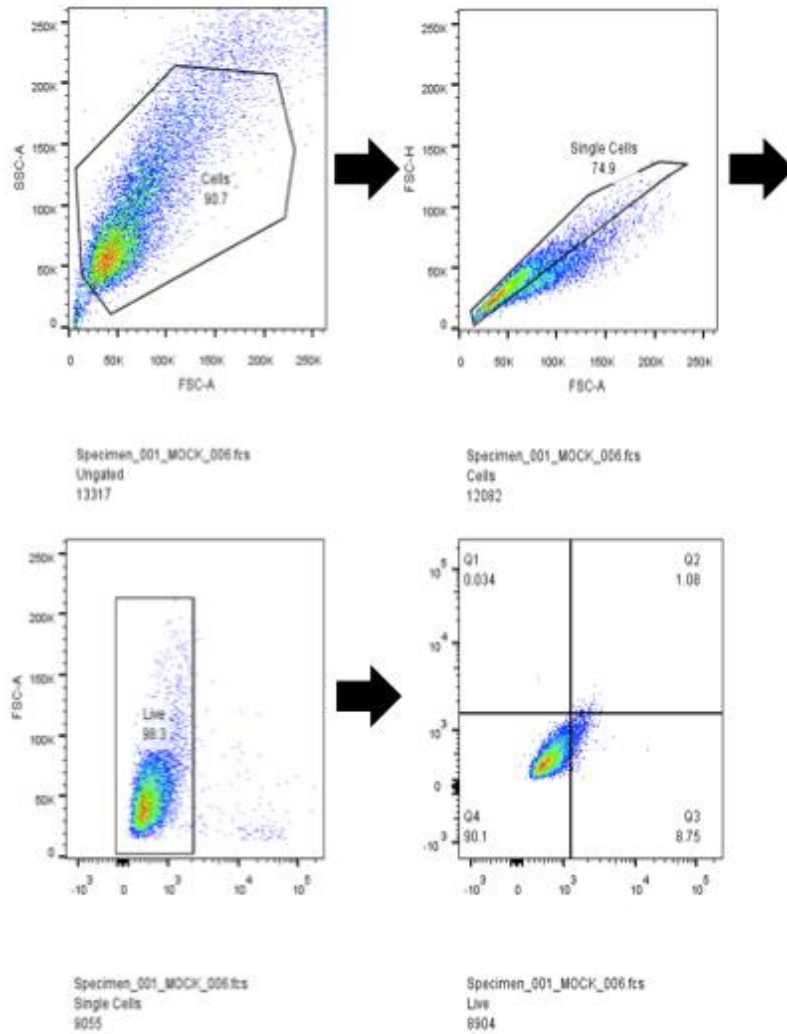 250K
200K
150K
100K
50K
0
SSC-A
Cells
90.7
0 50K 100K 150K 200K 250K
FSC-A
Specimen_001_MOCK_006.fcs
Ungated
13317
250K
200K
150K
100K
50K
0
FSC-H
Single Cells
74.9
0 50K 100K 150K 200K 250K
FSC-A
Specimen_001_MOCK_006.fcs
Cells
12082
250K
200K
150K
100K
50K
0
FSC-A
Live
98.3
-10^3 0 10^3 10^4 10^5
Specimen_001_MOCK_006.fcs
Single Cells
9055
10^5
10^4
10^3
0
-10^3
Q1
0.034
Q2
1.08
Q4
90.1
Q3
8.75
-10^3 0 10^3 10^4 10^5
Specimen_001_MOCK_006.fcs
Live
8904